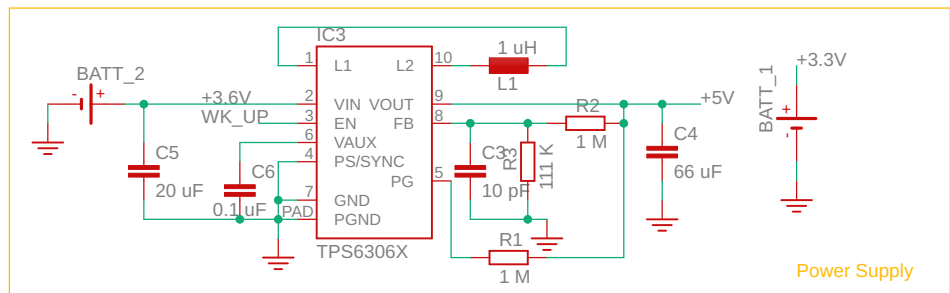 IC3
1 L1
L2 10
1 uH
L1
BATT_2
- +
+3.6V
2 VIN
VOUT 9
WK_UP
3 EN
FB 8
6 VAUX
4 PS/SYNC
PG 5
7 GND
PAD PGND
TPS6306X
C5
20 uF
C6
0.1 uF
C3
10 pF
R3
111 K
R2
1 M
R1
1 M
+5V
C4
66 uF
BATT_1
+3.3V
+
-
Power Supply